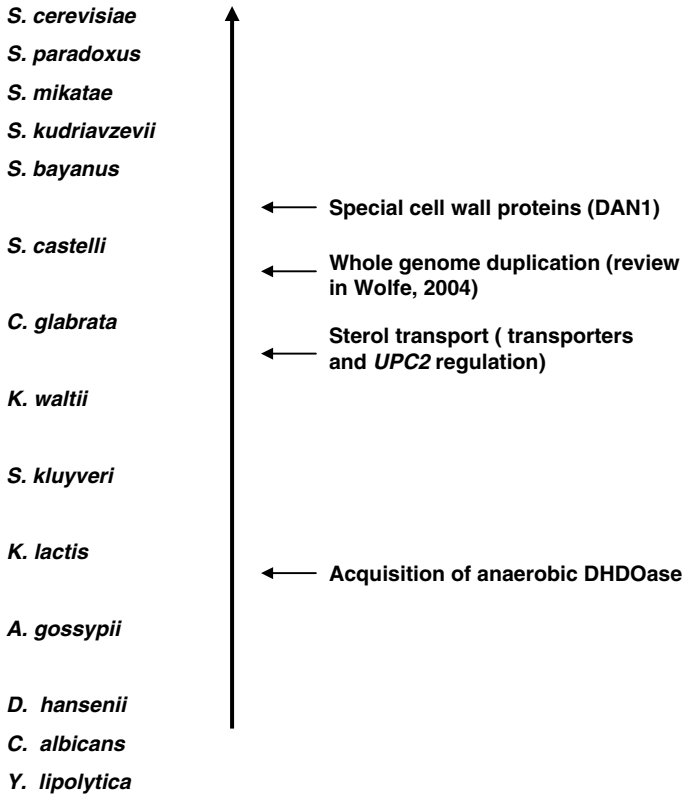 S. cerevisiae
S. paradoxus
S. mikatae
S. kudriavzevii
S. bayanus
Special cell wall proteins (DAN1)
S. castelli
Whole genome duplication (review
in Wolfe, 2004)
C. glabrata
Sterol transport ( transporters
and UPC2 regulation)
K. waltii
S. kluyveri
K. lactis
Acquisition of anaerobic DHDOase
A. gossypii
D. hansenii
C. albicans
Y. lipolytica